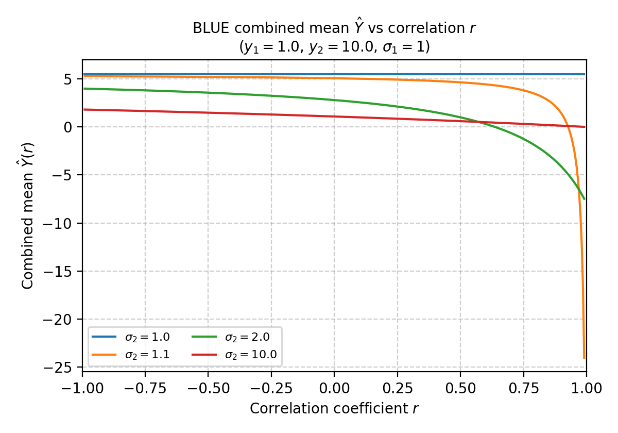 BLUE combined mean Ŷ vs correlation r
(y₁ = 1.0, y₂ = 10.0, σ₁ = 1)
Combined mean Ŷ(r)
5
0
−5
−10
−15
−20
−25
σ₂ = 1.0
σ₂ = 1.1
σ₂ = 2.0
σ₂ = 10.0
−1.00 −0.75 −0.50 −0.25 0.00 0.25 0.50 0.75 1.00
Correlation coefficient r